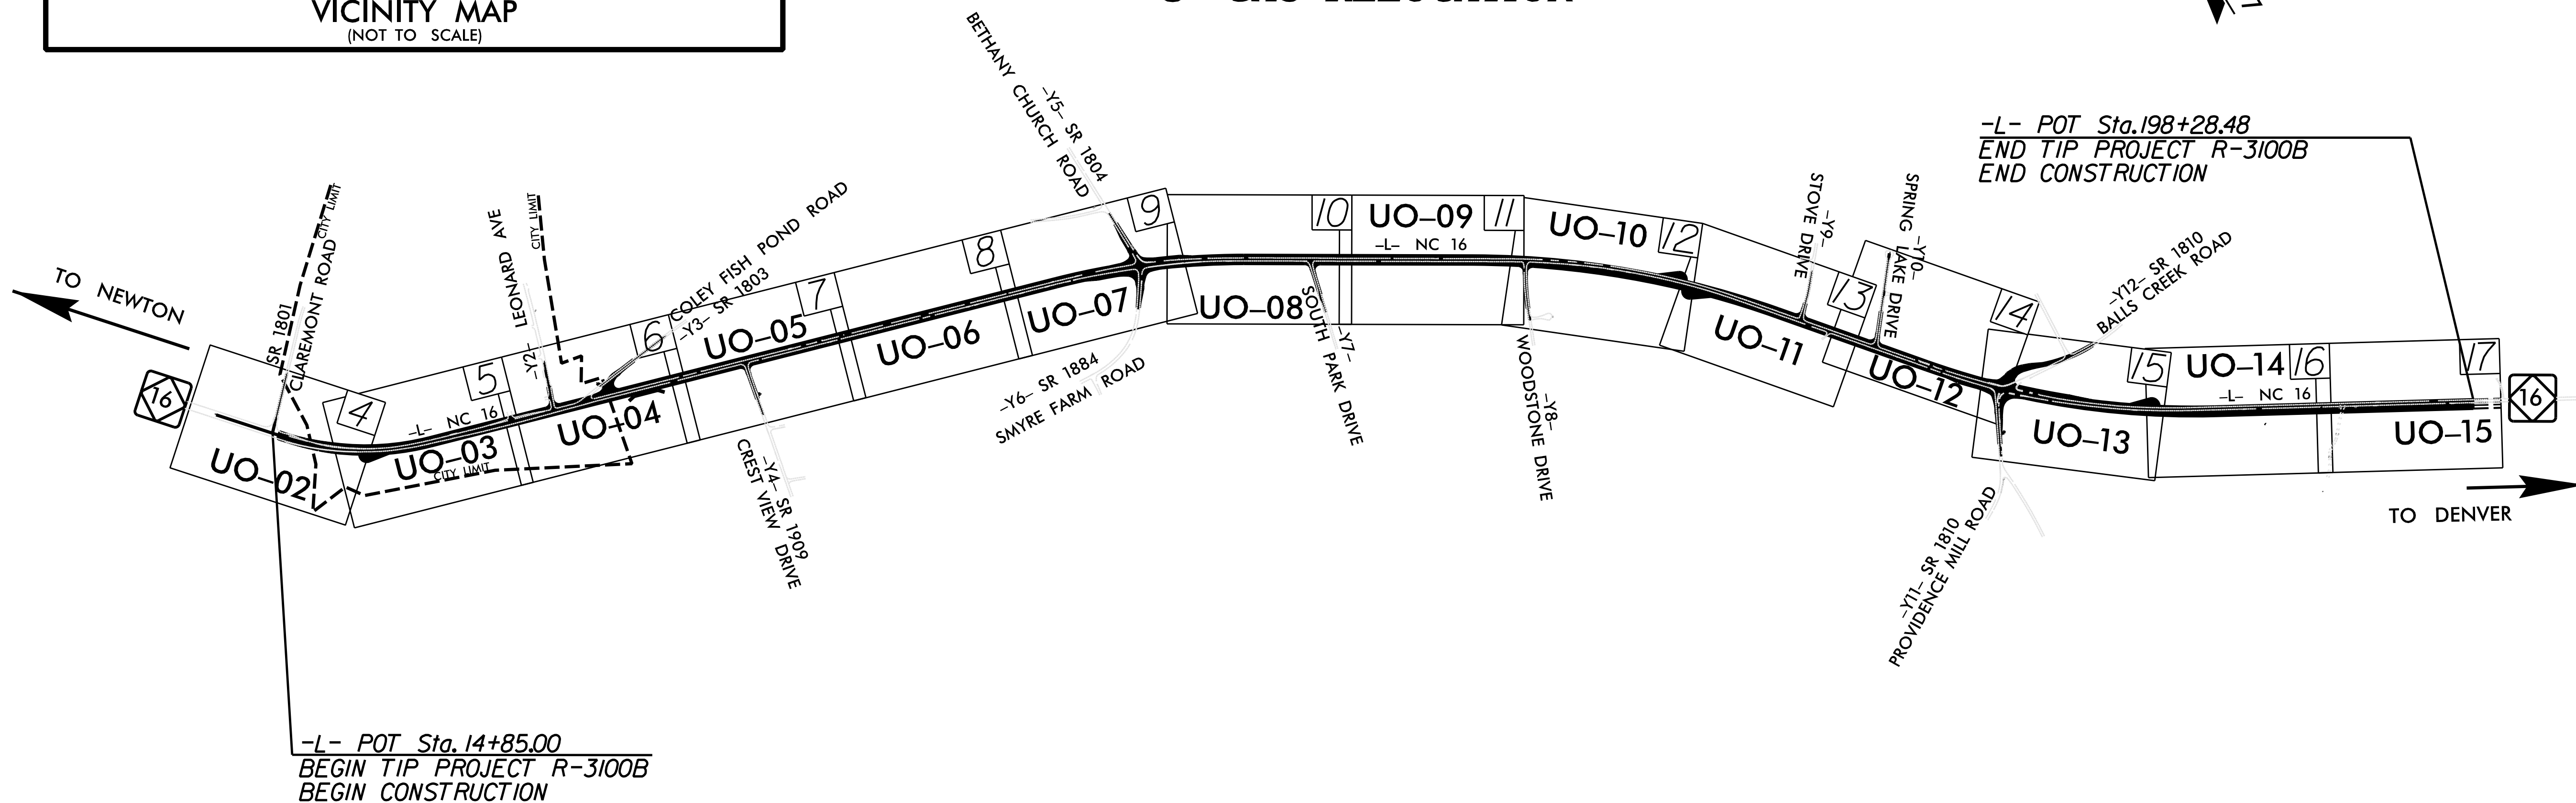 VICINITY MAP
(NOT TO SCALE)
BETHANY CHURCH ROAD
-Y5- SR 1804
-L- POT Sta. 198+28.48
END TIP PROJECT R-3100B
END CONSTRUCTION
TO NEWTON
16
SR 1801
CLAREMONT ROAD
CITY LIMIT
-Y2- LEONARD AVE
CITY LIMIT
COLEY FISH POND ROAD
-Y3- SR 1803
4
5
6
7
8
9
10
11
12
13
14
15
16
17
UO-02
UO-03
-L- NC 16
CITY LIMIT
UO-04
UO-05
UO-06
UO-07
UO-08
UO-09
-L- NC 16
UO-10
UO-11
UO-12
UO-13
UO-14
-L- NC 16
UO-15
-Y4- SR 1909
CREST VIEW DRIVE
-Y6- SR 1884
SMYRE FARM ROAD
-Y7-
SOUTH PARK DRIVE
-Y8-
WOODSTONE DRIVE
-Y9-
STOVE DRIVE
-Y10-
SPRING LAKE DRIVE
-Y12- SR 1810
BALLS CREEK ROAD
-Y11- SR 1810
PROVIDENCE MILL ROAD
16
TO DENVER
-L- POT Sta. 14+85.00
BEGIN TIP PROJECT R-3100B
BEGIN CONSTRUCTION